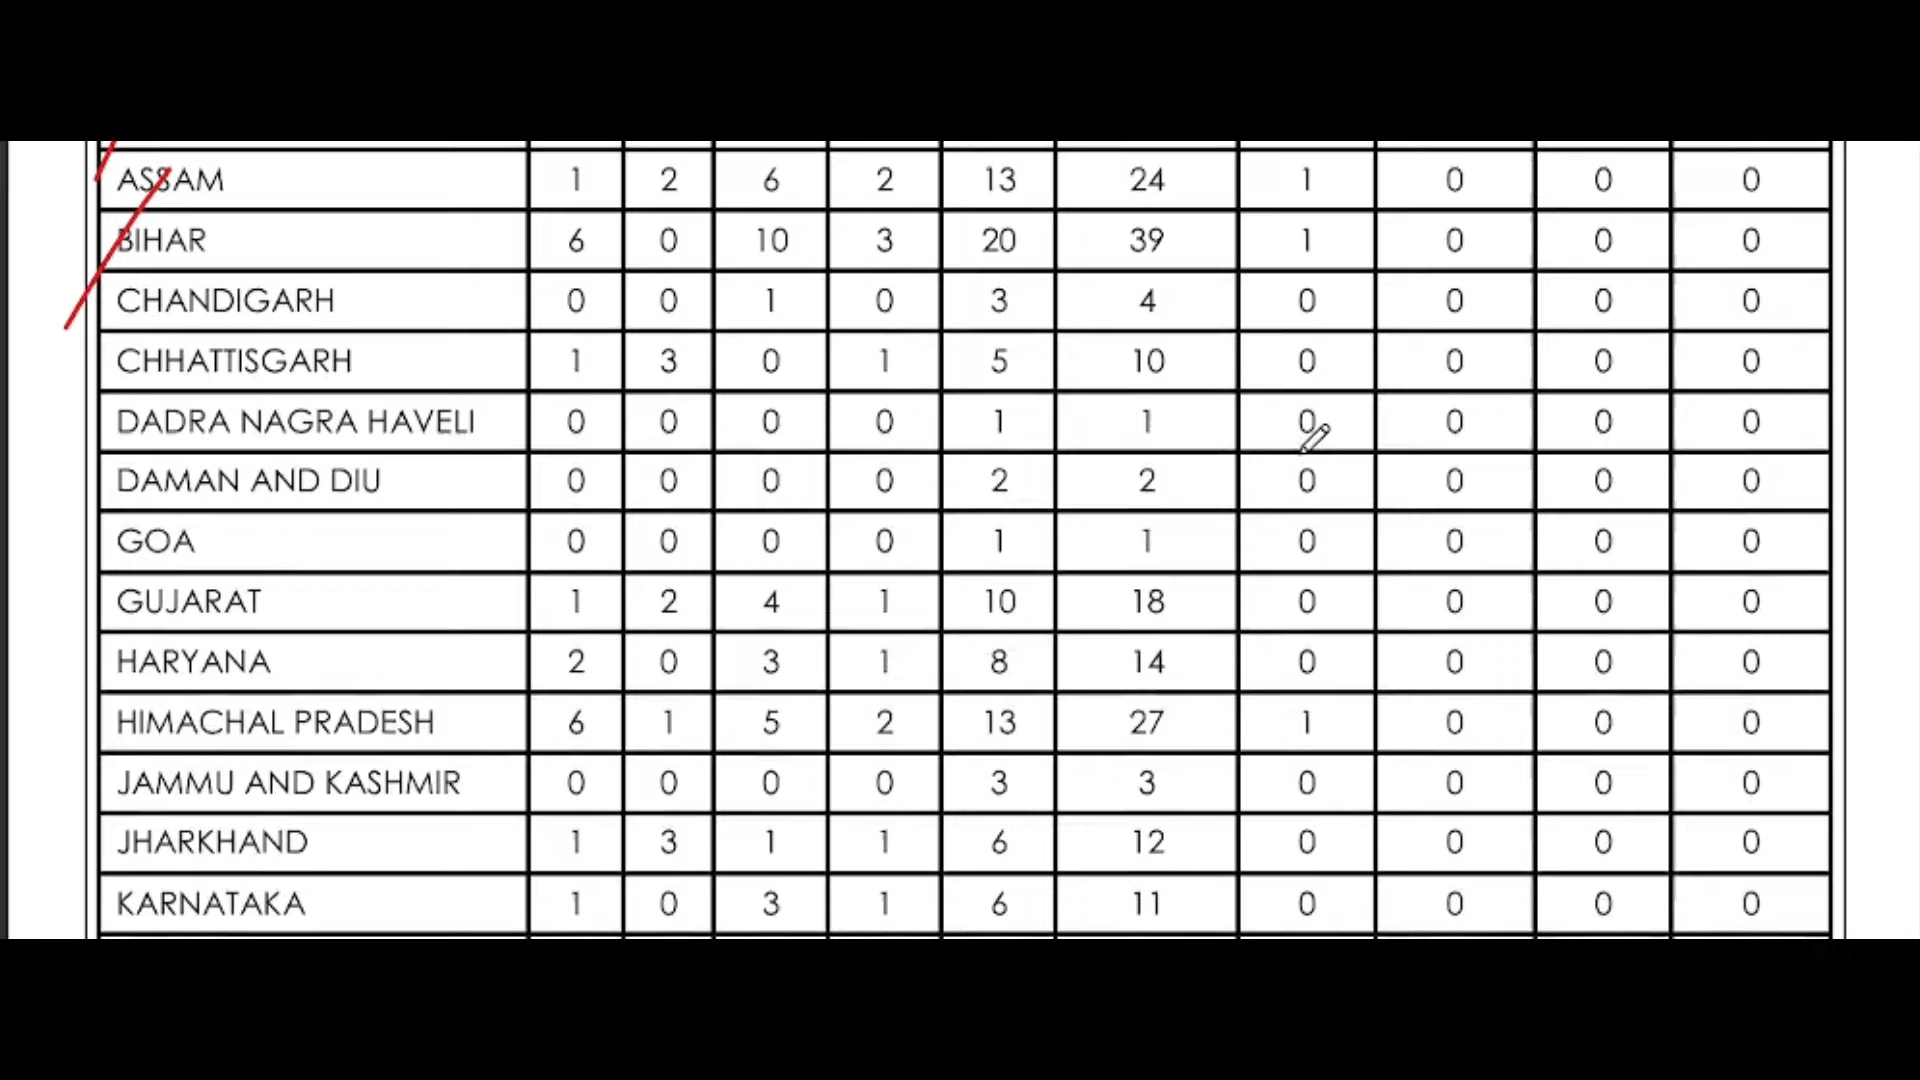 ASSAM 1 2 6 2 13 24 1 0 0 0
BIHAR 6 0 10 3 20 39 1 0 0 0
CHANDIGARH 0 0 1 0 3 4 0 0 0 0
CHHATTISGARH 1 3 0 1 5 10 0 0 0 0
DADRA NAGRA HAVELI 0 0 0 0 1 1 0 0 0 0
DAMAN AND DIU 0 0 0 0 2 2 0 0 0 0
GOA 0 0 0 0 1 1 0 0 0 0
GUJARAT 1 2 4 1 10 18 0 0 0 0
HARYANA 2 0 3 1 8 14 0 0 0 0
HIMACHAL PRADESH 6 1 5 2 13 27 1 0 0 0
JAMMU AND KASHMIR 0 0 0 0 3 3 0 0 0 0
JHARKHAND 1 3 1 1 6 12 0 0 0 0
KARNATAKA 1 0 3 1 6 11 0 0 0 0